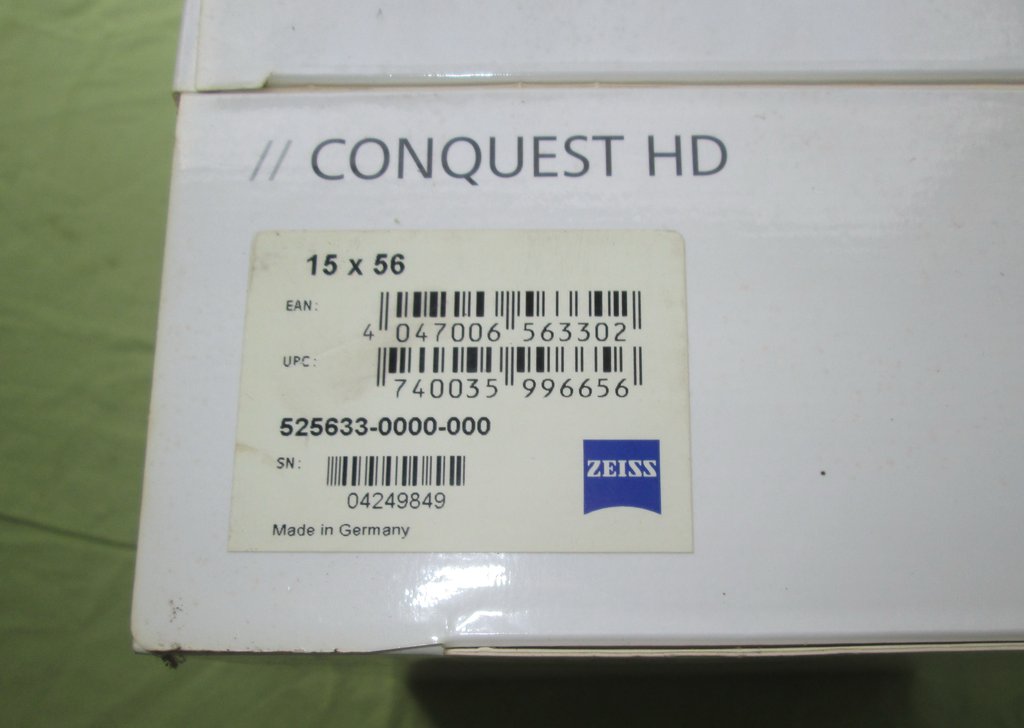 // CONQUEST HD
15 x 56
EAN:
4 047006 563302
UPC:
740035 996656
525633-0000-000
SN:
04249849
ZEISS
Made in Germany